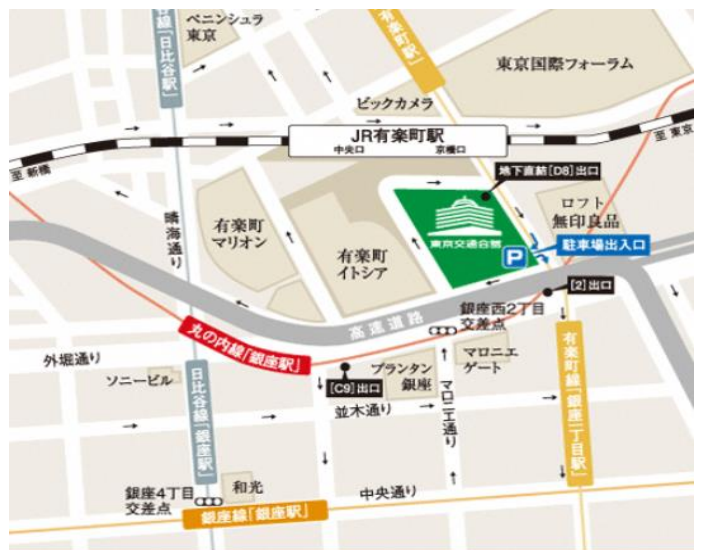 ペニンシュラ
東京
日比谷線「日比谷駅」
有楽町駅」
東京国際フォーラム
ビックカメラ
JR有楽町駅
中央口
京橋口
至 新橋
至 東京
地下直結[D8]出口
ロフト
無印良品
東京交通会館
P
駐車場出入口
晴海通り
有楽町
マリオン
有楽町
イトシア
[2]出口
高速道路
銀座西2丁目
交差点
丸の内線「銀座駅」
外堀通り
ソニービル
[C9]出口
プランタン
銀座
マロニエ
ゲート
並木通り
マロニエ通り
有楽町線「銀座一丁目駅」
日比谷線「銀座駅」
銀座4丁目
交差点
和光
中央通り
銀座線「銀座駅」